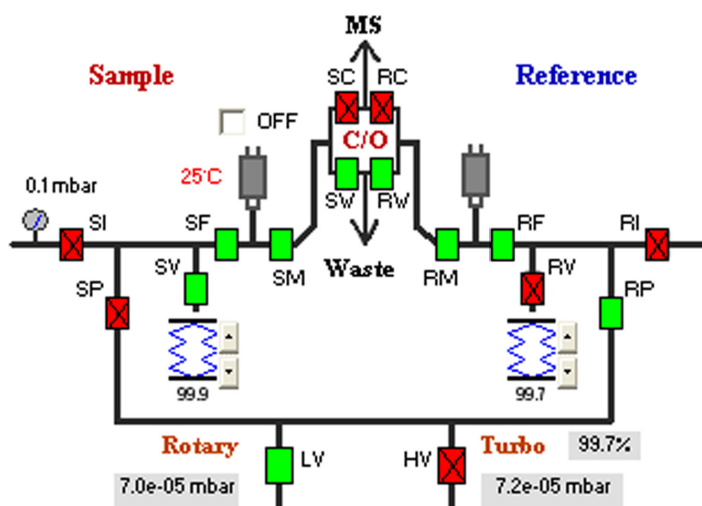 MS
Sample
SC RC
Reference
OFF
C/O
25°C
0.1 mbar
SW RW
SI
SF
RF
RI
SV
SM
Waste
RM
RV
SP
RP
99.9
99.7
Rotary
Turbo
99.7%
LV
HV
7.0e-05 mbar
7.2e-05 mbar